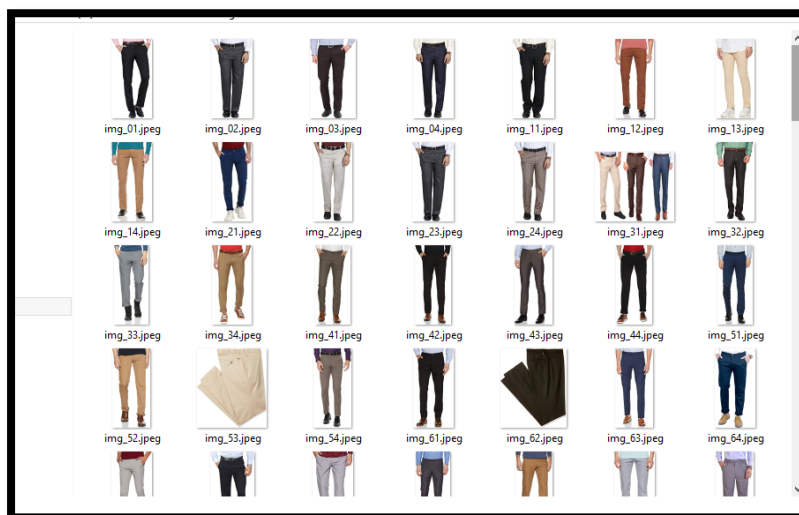 img_01.jpeg img_02.jpeg img_03.jpeg img_04.jpeg img_11.jpeg img_12.jpeg img_13.jpeg
img_14.jpeg img_21.jpeg img_22.jpeg img_23.jpeg img_24.jpeg img_31.jpeg img_32.jpeg
img_33.jpeg img_34.jpeg img_41.jpeg img_42.jpeg img_43.jpeg img_44.jpeg img_51.jpeg
img_52.jpeg img_53.jpeg img_54.jpeg img_61.jpeg img_62.jpeg img_63.jpeg img_64.jpeg